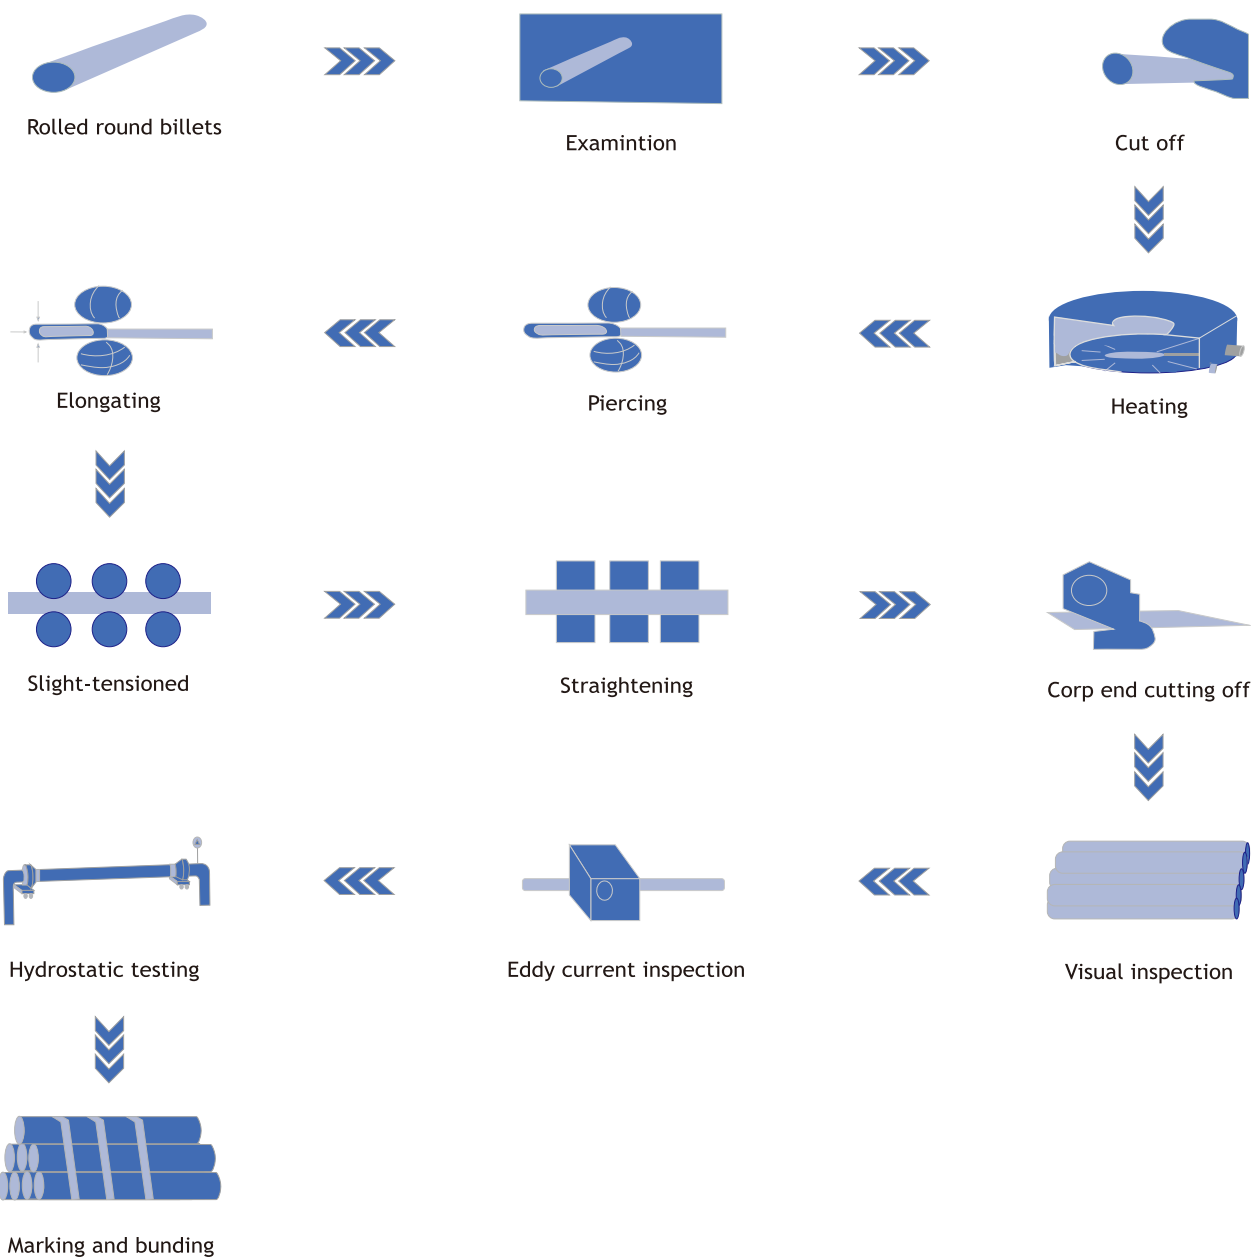 Rolled round billets
Examintion
Cut off
Elongating
Piercing
Heating
Slight-tensioned
Straightening
Corp end cutting off
Hydrostatic testing
Eddy current inspection
Visual inspection
Marking and bunding